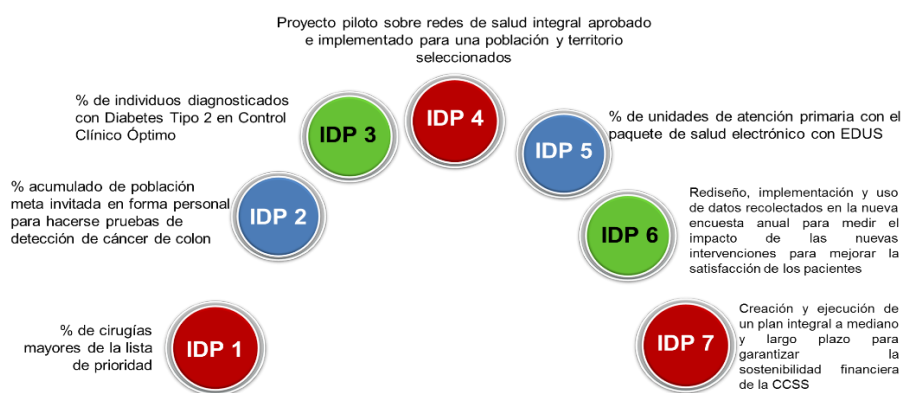 Proyecto piloto sobre redes de salud integral aprobado
e implementado para una población y territorio
seleccionados
IDP 4
% de individuos diagnosticados
con Diabetes Tipo 2 en Control
Clínico Óptimo
IDP 3
% de unidades de atención primaria con el
paquete de salud electrónico con EDUS
IDP 5
% acumulado de población
meta invitada en forma personal
para hacerse pruebas de
detección de cáncer de colon
IDP 2
Rediseño, implementación y uso
de datos recolectados en la nueva
encuesta anual para medir el
impacto de las nuevas
intervenciones para mejorar la
satisfacción de los pacientes
IDP 6
% de cirugías
mayores de la lista
de prioridad
IDP 1
Creación y ejecución de
un plan integral a mediano
y largo plazo para
garantizar la
sostenibilidad financiera
de la CCSS
IDP 7